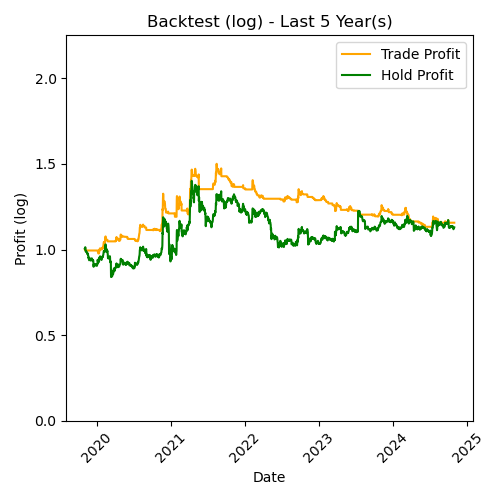 Backtest (log) - Last 5 Year(s)
Trade Profit
Hold Profit
Profit (log)
2.0
1.5
1.0
0.5
0.0
2020
2021
2022
2023
2024
2025
Date